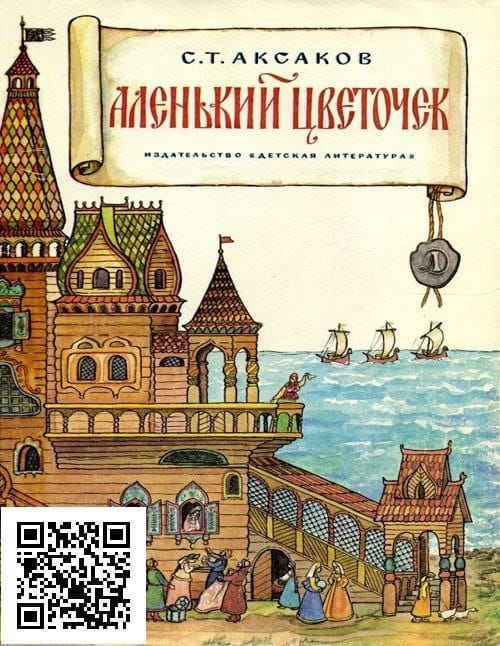 С. Т. АКСАКОВ
АЛЕНЬКИЙ ЦВЕТОЧЕК
ИЗДАТЕЛЬСТВО «ДЕТСКАЯ ЛИТЕРАТУРА»
Д